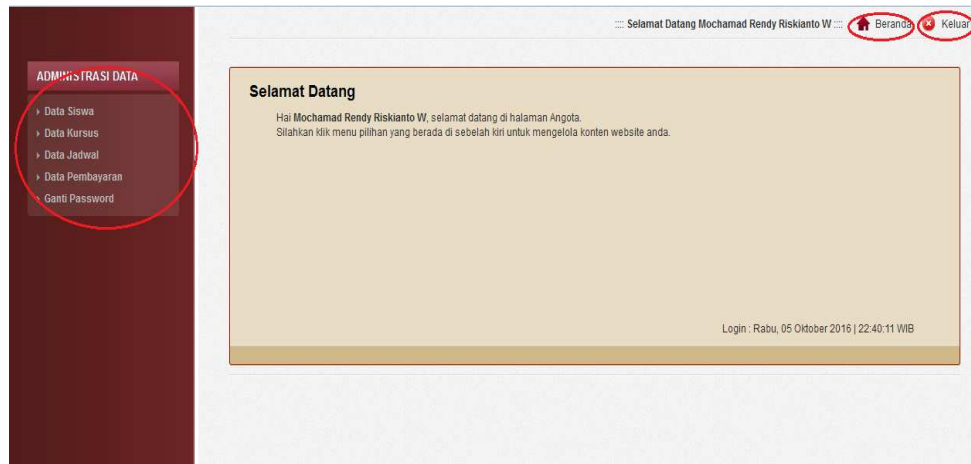 :::: Selamat Datang Mochamad Rendy Riskianto W :::: Beranda Keluar
ADMINISTRASI DATA
Data Siswa
Data Kursus
Data Jadwal
Data Pembayaran
Ganti Password
Selamat Datang
Hai Mochamad Rendy Riskianto W, selamat datang di halaman Angota.
Silahkan klik menu pilihan yang berada di sebelah kiri untuk mengelola konten website anda.
Login : Rabu, 05 Oktober 2016 | 22:40:11 WIB